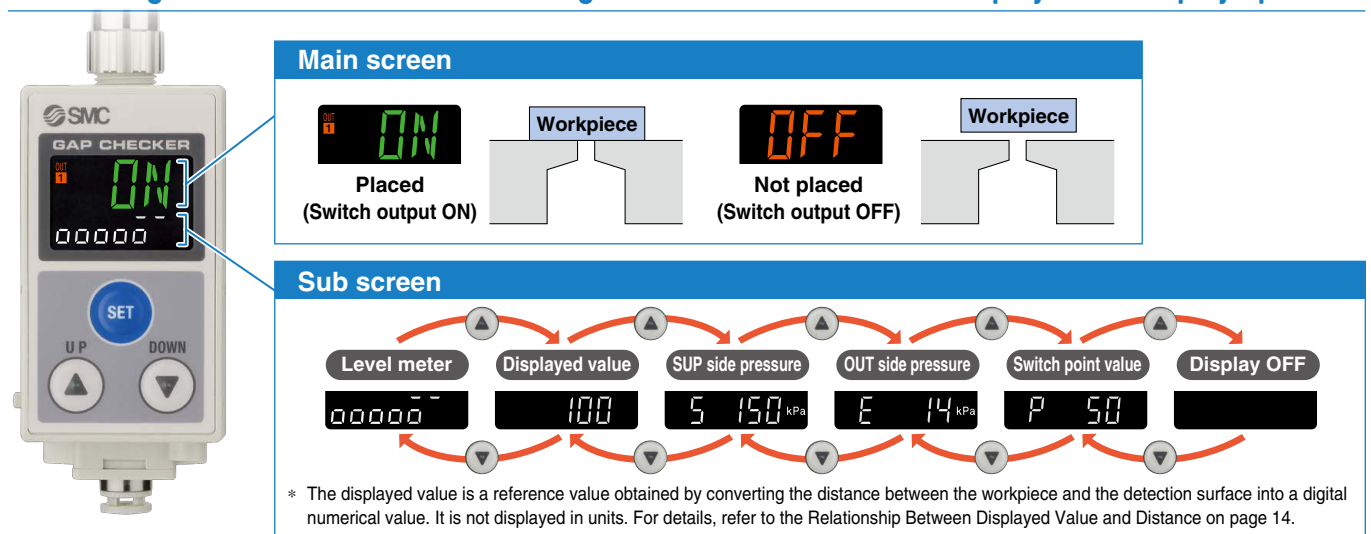 Main screen
SMC
GAP CHECKER
OUT
1
ON
ooooo
SET
UP DOWN
OUT
1
ON
Placed
(Switch output ON)
Workpiece
OFF
Not placed
(Switch output OFF)
Workpiece
Sub screen
Level meter Displayed value SUP side pressure OUT side pressure Switch point value Display OFF
ooooo 100 S 150 kPa E 14 kPa P 50
* The displayed value is a reference value obtained by converting the distance between the workpiece and the detection surface into a digital
numerical value. It is not displayed in units. For details, refer to the Relationship Between Displayed Value and Distance on page 14.